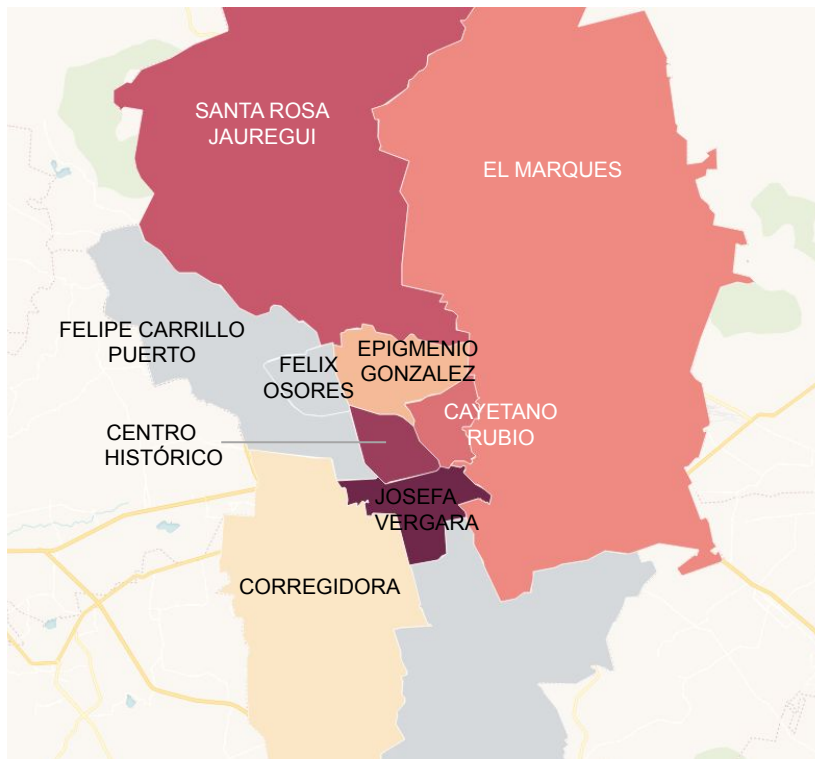 SANTA ROSA
JAUREGUI
EL MARQUES
FELIPE CARRILLO
PUERTO
FELIX
OSORES
EPIGMENIO
GONZALEZ
CAYETANO
RUBIO
CENTRO
HISTÓRICO
JOSEFA
VERGARA
CORREGIDORA